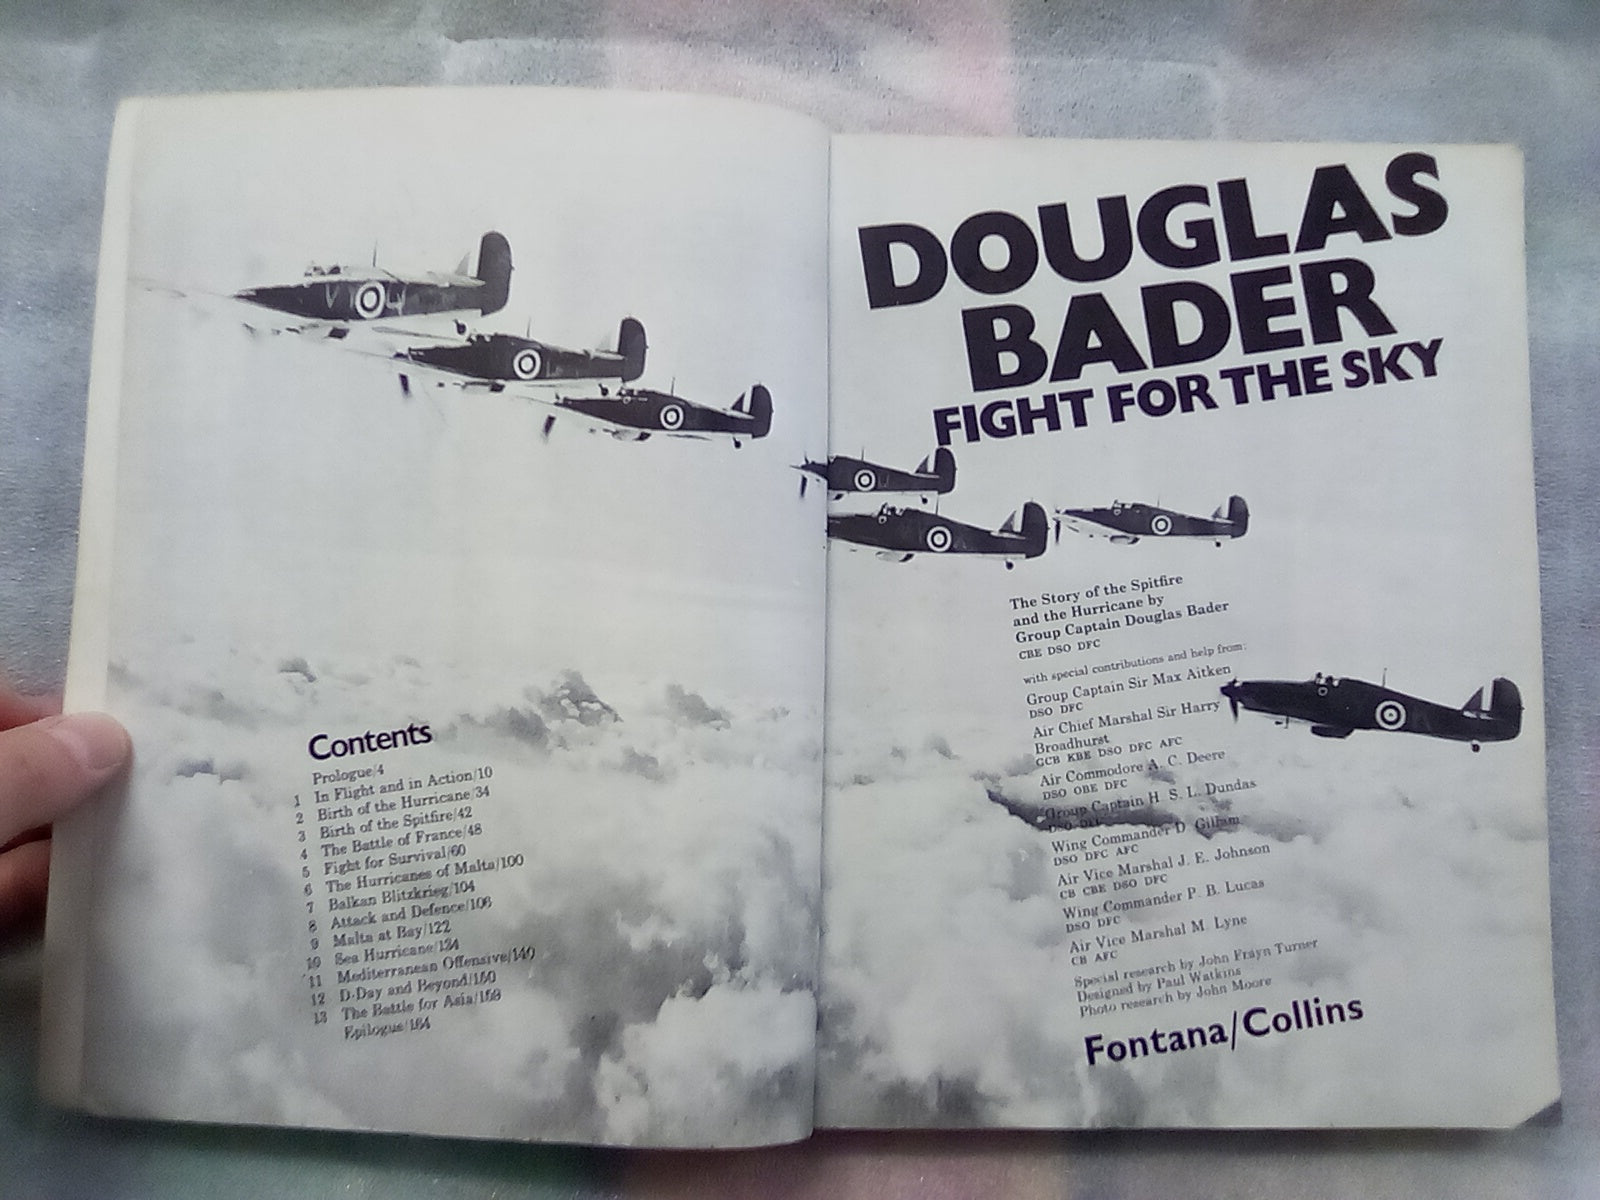 Contents
Prologue/4
1 In Flight and in Action/10
2 Birth of the Hurricane/34
3 Birth of the Spitfire/42
4 The Battle of France/48
5 Fight for Survival/60
6 The Hurricanes of Malta/100
7 Balkan Blitzkrieg/104
8 Attack and Defence/106
9 Malta at Bay/122
10 Sea Hurricane/134
11 Mediterranean Offensive/140
12 D-Day and Beyond/150
13 The Battle for Asia/158
Epilogue/164
DOUGLAS
BADER
FIGHT FOR THE SKY
The Story of the Spitfire
and the Hurricane by
Group Captain Douglas Bader
CBE DSO DFC
with special contributions and help from:
Group Captain Sir Max Aitken
DSO DFC
Air Chief Marshal Sir Harry
Broadhurst
GCB KBE DSO DFC AFC
Air Commodore A. C. Deere
DSO OBE DFC
Group Captain H. S. L. Dundas
DSO DFC
Wing Commander D. Gillam
DSO DFC AFC
Air Vice Marshal J. E. Johnson
CB CBE DSO DFC
Wing Commander P. B. Lucas
DSO DFC
Air Vice Marshal M. Lyne
CB AFC
Special research by John Frayn Turner
Designed by Paul Watkins
Photo research by John Moore
Fontana/Collins